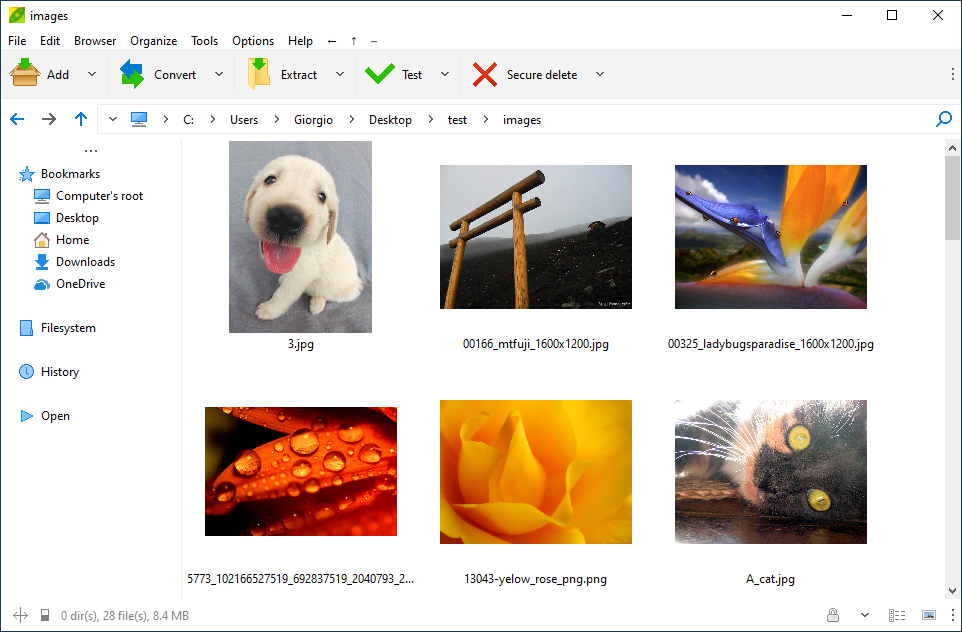 images
File Edit Browser Organize Tools Options Help ← ↑ –
Add Convert Extract Test Secure delete
C: > Users > Giorgio > Desktop > test > images
...
Bookmarks
Computer's root
Desktop
Home
Downloads
OneDrive
Filesystem
History
Open
3.jpg
00166_mtfuji_1600x1200.jpg
00325_ladybugsparadise_1600x1200.jpg
5773_102166527519_692837519_2040793_2...
13043-yelow_rose_png.png
A_cat.jpg
0 dir(s), 28 file(s), 8.4 MB